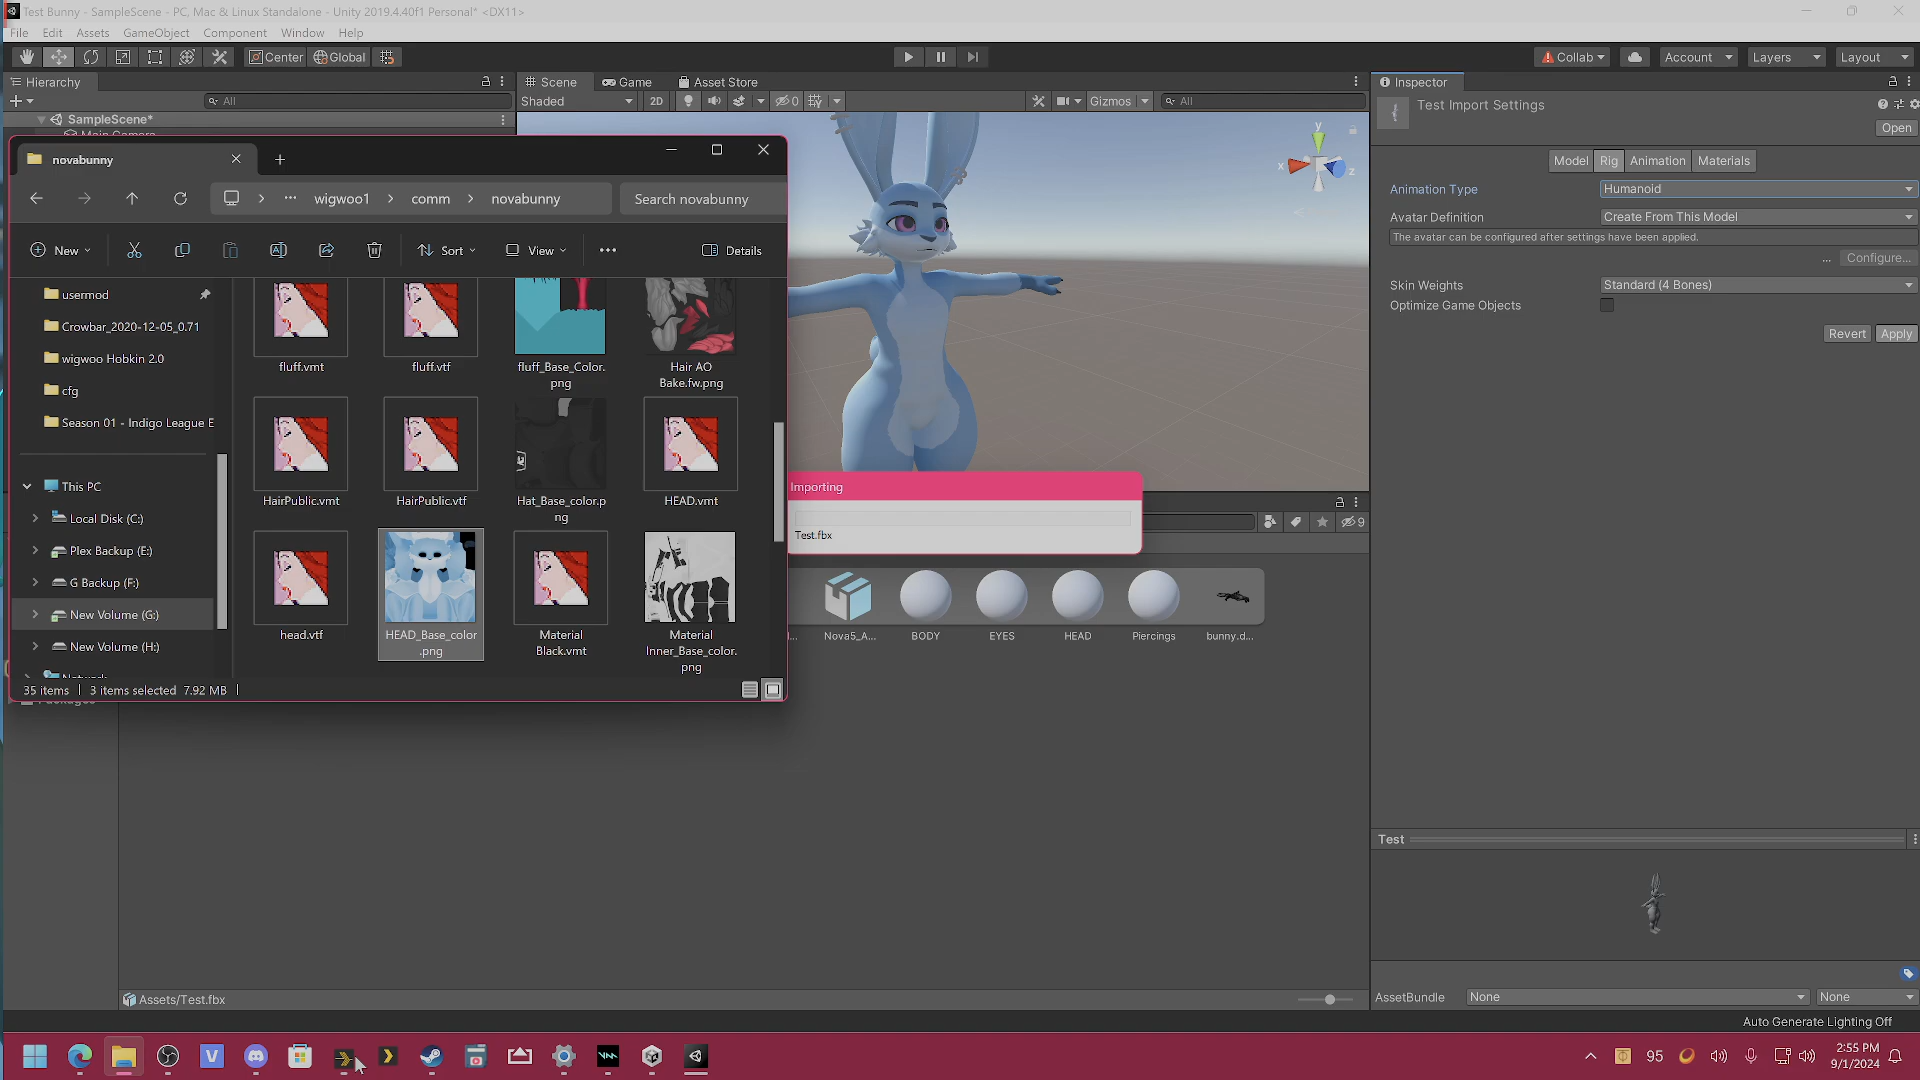 Test Bunny - SampleScene - PC, Mac & Linux Standalone - Unity 2019.4.40f1 Personal* <DX11>
File Edit Assets GameObject Component Window Help
Center Global Collab Account Layers Layout
Hierarchy
All
SampleScene*
Main Camera
Scene Game Asset Store
Shaded 2D 0 Gizmos All
y
x
z
Inspector
Test Import Settings
Open
Model Rig Animation Materials
Animation Type Humanoid
Avatar Definition Create From This Model
The avatar can be configured after settings have been applied.
... Configure...
Skin Weights Standard (4 Bones)
Optimize Game Objects
Revert Apply
novabunny
... wigwoo1 > comm > novabunny
Search novabunny
New Sort View ... Details
usermod
Crowbar_2020-12-05_0.71
wigwoo Hobkin 2.0
cfg
Season 01 - Indigo League E
This PC
Local Disk (C:)
Plex Backup (E:)
G Backup (F:)
New Volume (G:)
New Volume (H:)
Network
fluff.vmt
fluff.vtf
fluff_Base_Color.
png
Hair AO
Bake.fw.png
HairPublic.vmt
HairPublic.vtf
Hat_Base_color.p
ng
HEAD.vmt
head.vtf
HEAD_Base_color
.png
Material
Black.vmt
Material
Inner_Base_color.
png
35 items | 3 items selected 7.92 MB |
Packages
Importing
Test.fbx
9
Nova5_A...
BODY
EYES
HEAD
Piercings
bunny.d...
Assets/Test.fbx
Test
AssetBundle None None
Auto Generate Lighting Off
V
95
2:55 PM
9/1/2024